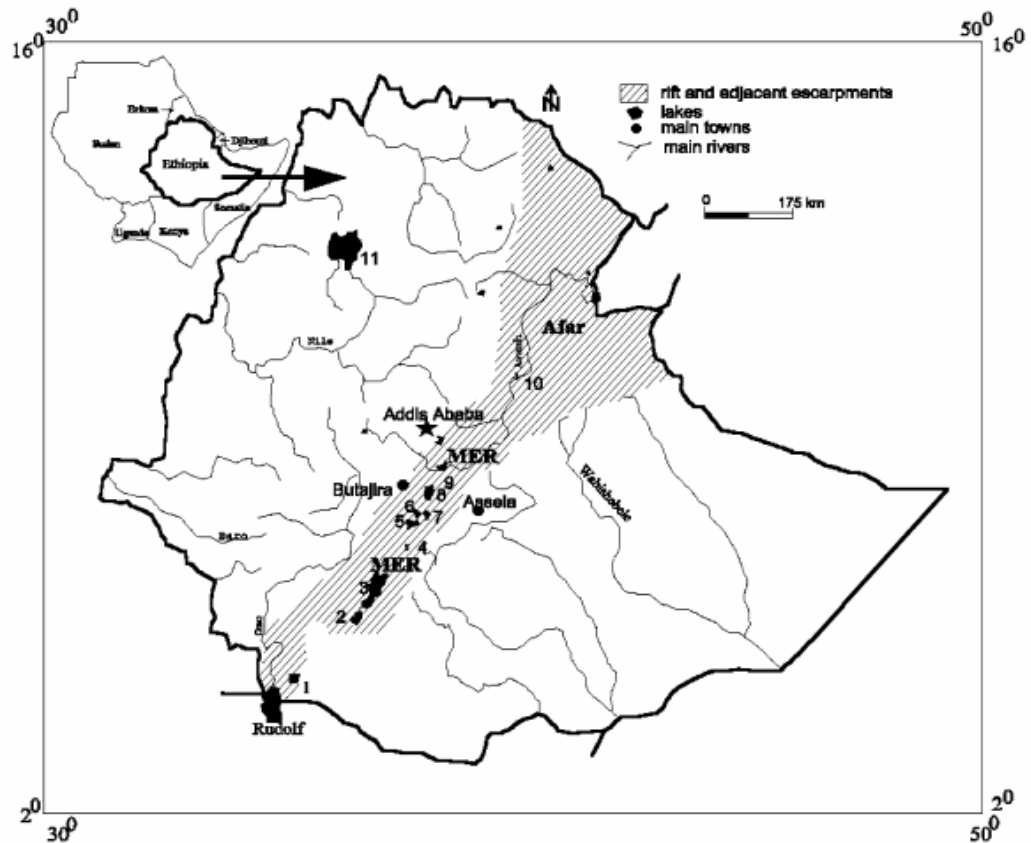 30⁰
50⁰
16⁰
16⁰
N
rift and adjacent escarpments
lakes
main towns
main rivers
0 175 km
Eritrea
Sudan
Djibouti
Ethiopia
Somalia
Uganda
Kenya
11
Nile
Afar
Awash
10
Addis Ababa
MER
Butajira
9
8
Assela
Wabishebele
6
7
5
Baro
4
MER
3
2
Omo
1
Rudolf
2⁰
2⁰
30⁰
50⁰